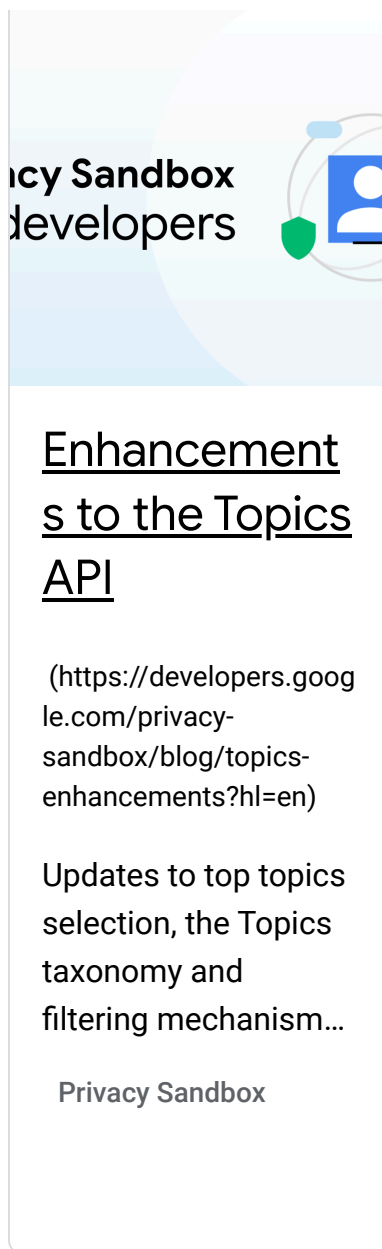 acy Sandbox
developers
Enhancement
s to the Topics
API
(https://developers.goog
le.com/privacy-
sandbox/blog/topics-
enhancements?hl=en)
Updates to top topics
selection, the Topics
taxonomy and
filtering mechanism...
Privacy Sandbox